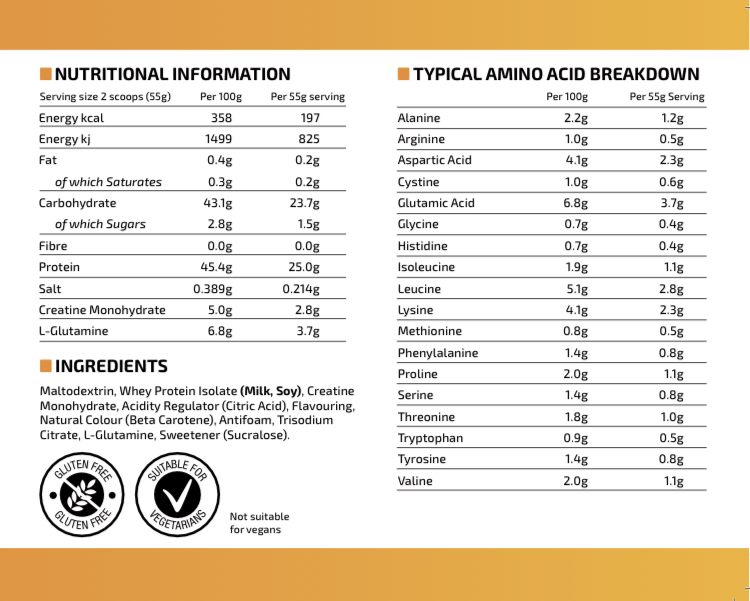 NUTRITIONAL INFORMATION
Serving size 2 scoops (55g) Per 100g Per 55g serving
Energy kcal 358 197
Energy kj 1499 825
Fat 0.4g 0.2g
of which Saturates 0.3g 0.2g
Carbohydrate 43.1g 23.7g
of which Sugars 2.8g 1.5g
Fibre 0.0g 0.0g
Protein 45.4g 25.0g
Salt 0.389g 0.214g
Creatine Monohydrate 5.0g 2.8g
L-Glutamine 6.8g 3.7g
INGREDIENTS
Maltodextrin, Whey Protein Isolate (Milk, Soy), Creatine
Monohydrate, Acidity Regulator (Citric Acid), Flavouring,
Natural Colour (Beta Carotene), Antifoam, Trisodium
Citrate, L-Glutamine, Sweetener (Sucralose).
GLUTEN FREE
GLUTEN FREE
SUITABLE FOR
VEGETARIANS
Not suitable
for vegans
TYPICAL AMINO ACID BREAKDOWN
Per 100g Per 55g Serving
Alanine 2.2g 1.2g
Arginine 1.0g 0.5g
Aspartic Acid 4.1g 2.3g
Cystine 1.0g 0.6g
Glutamic Acid 6.8g 3.7g
Glycine 0.7g 0.4g
Histidine 0.7g 0.4g
Isoleucine 1.9g 1.1g
Leucine 5.1g 2.8g
Lysine 4.1g 2.3g
Methionine 0.8g 0.5g
Phenylalanine 1.4g 0.8g
Proline 2.0g 1.1g
Serine 1.4g 0.8g
Threonine 1.8g 1.0g
Tryptophan 0.9g 0.5g
Tyrosine 1.4g 0.8g
Valine 2.0g 1.1g